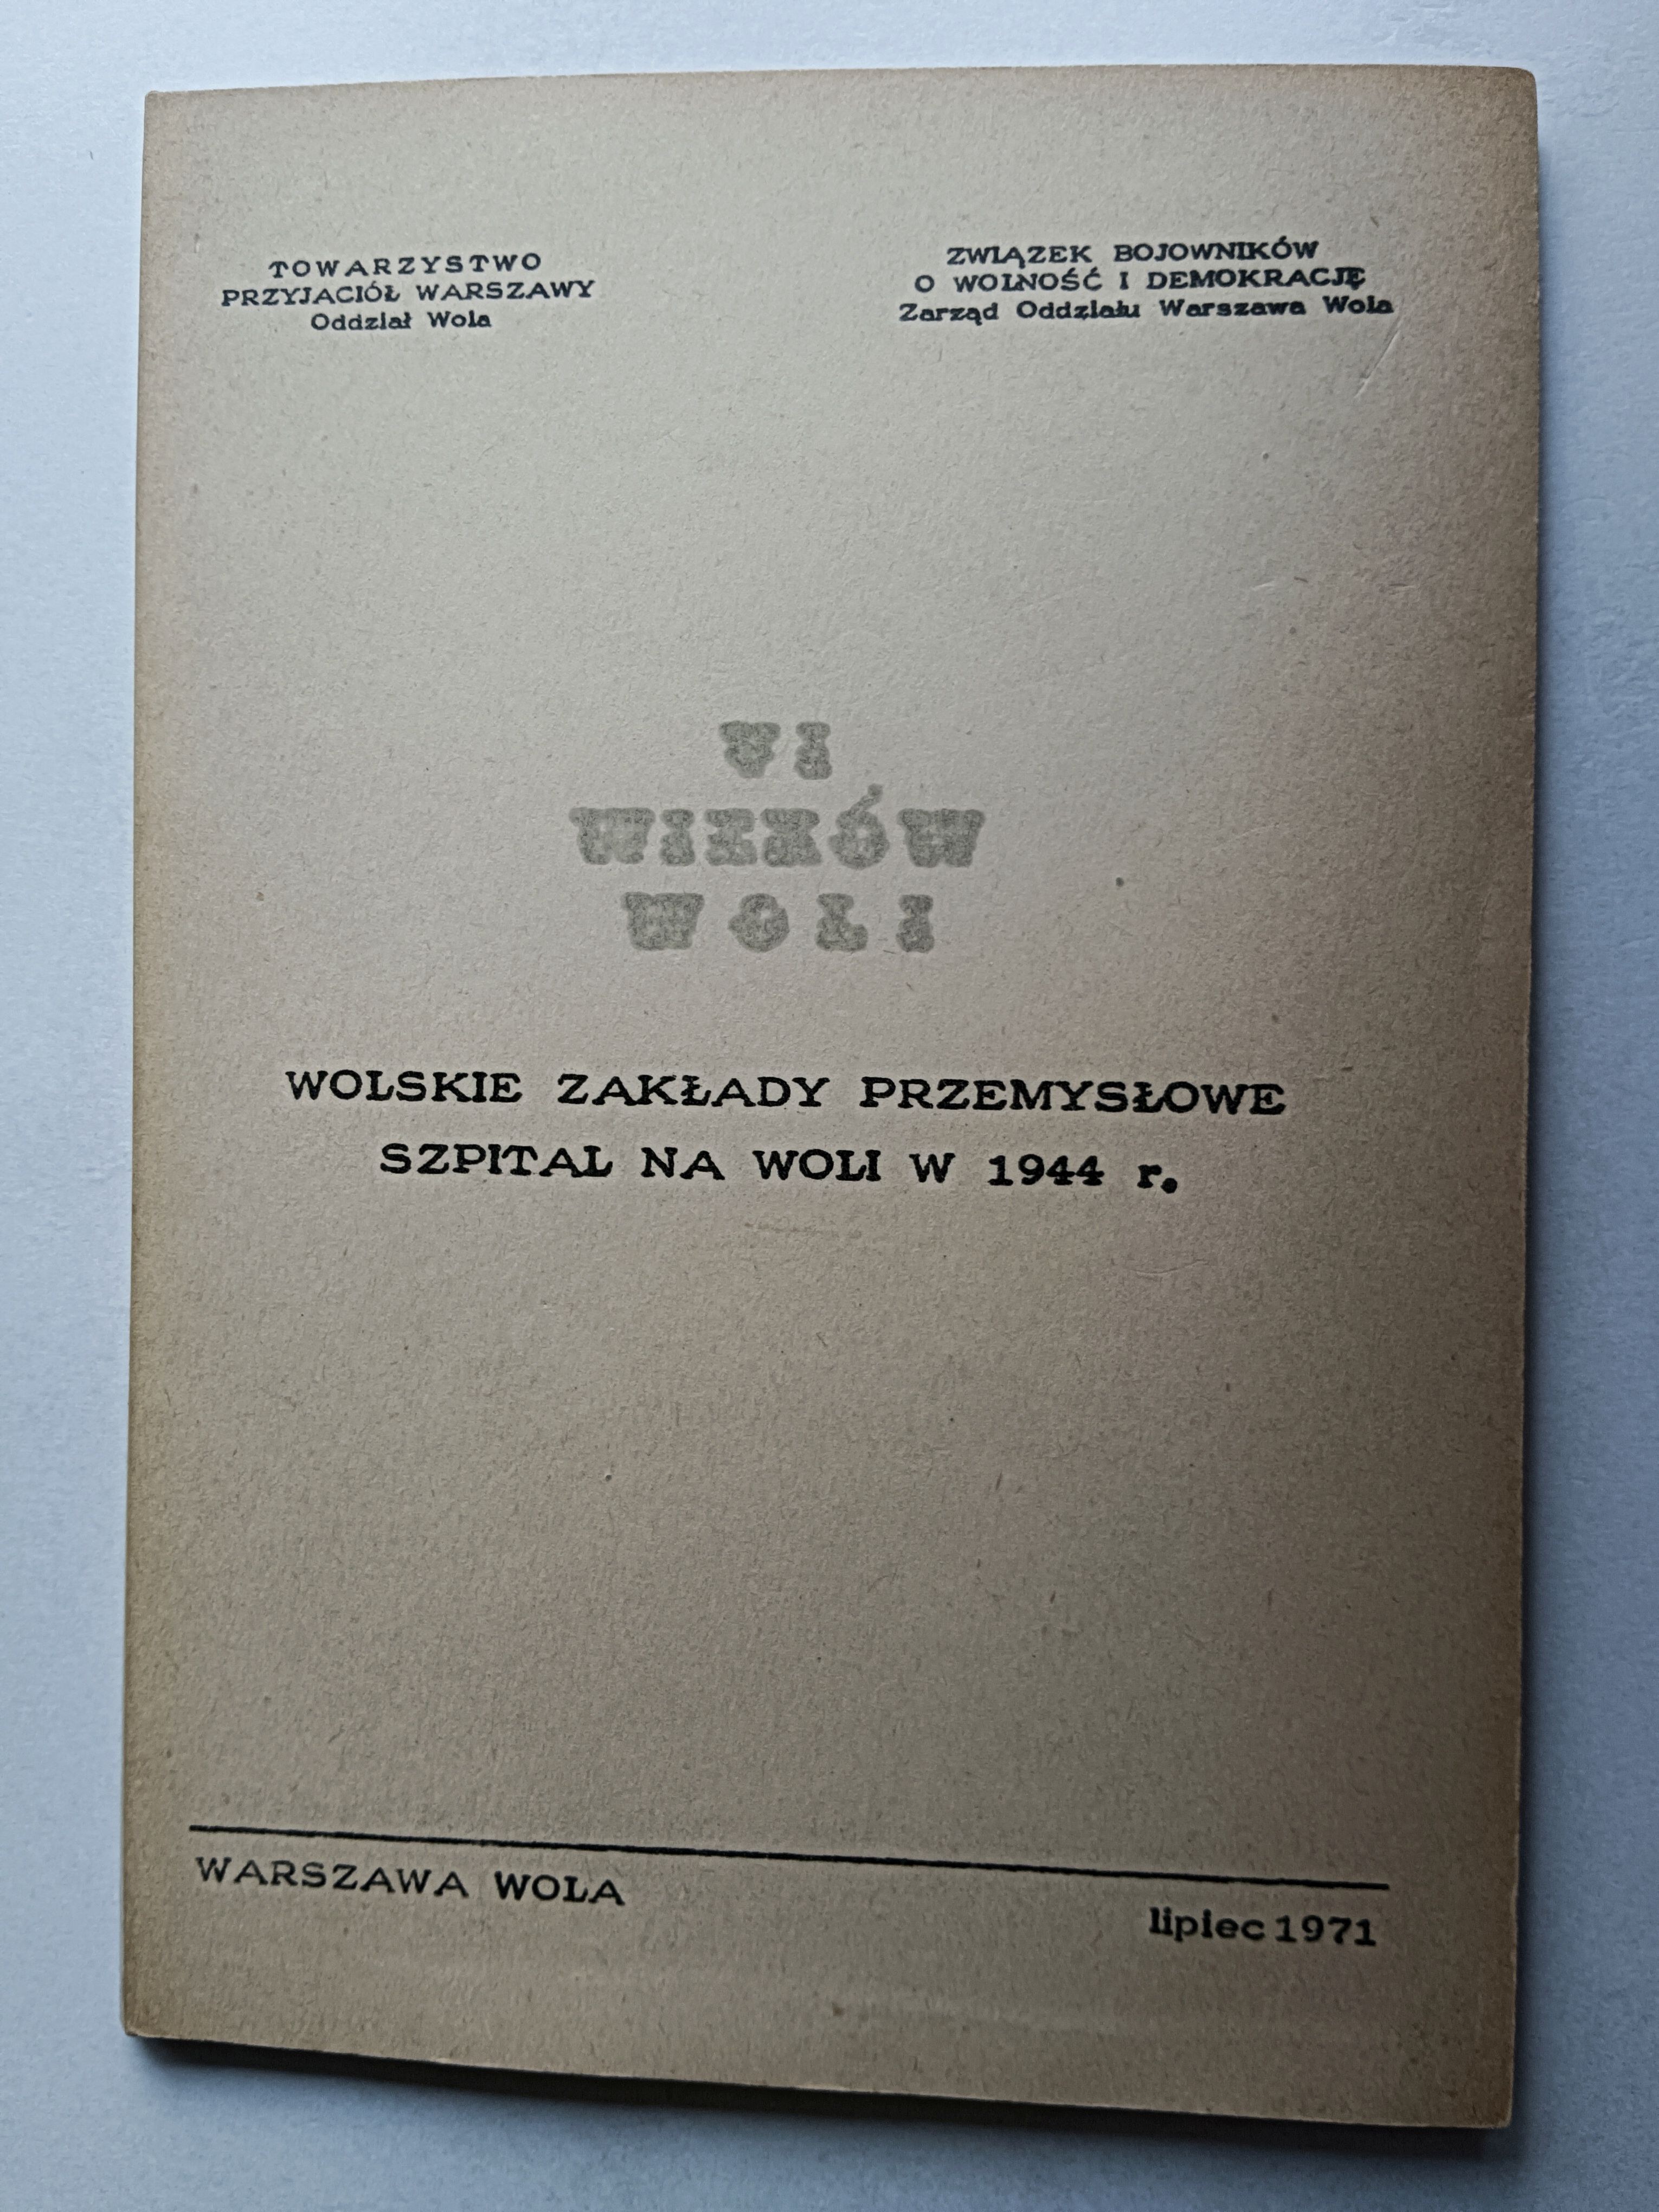 TOWARZYSTWO
PRZYJACIÓŁ WARSZAWY
Oddział Wola
ZWIĄZEK BOJOWNIKÓW
O WOLNOŚĆ I DEMOKRACJĘ
Zarząd Oddziału Warszawa Wola
VI
WIEKÓW
WOLI
WOLSKIE ZAKŁADY PRZEMYSŁOWE
SZPITAL NA WOLI W 1944 r.
WARSZAWA WOLA
lipiec 1971